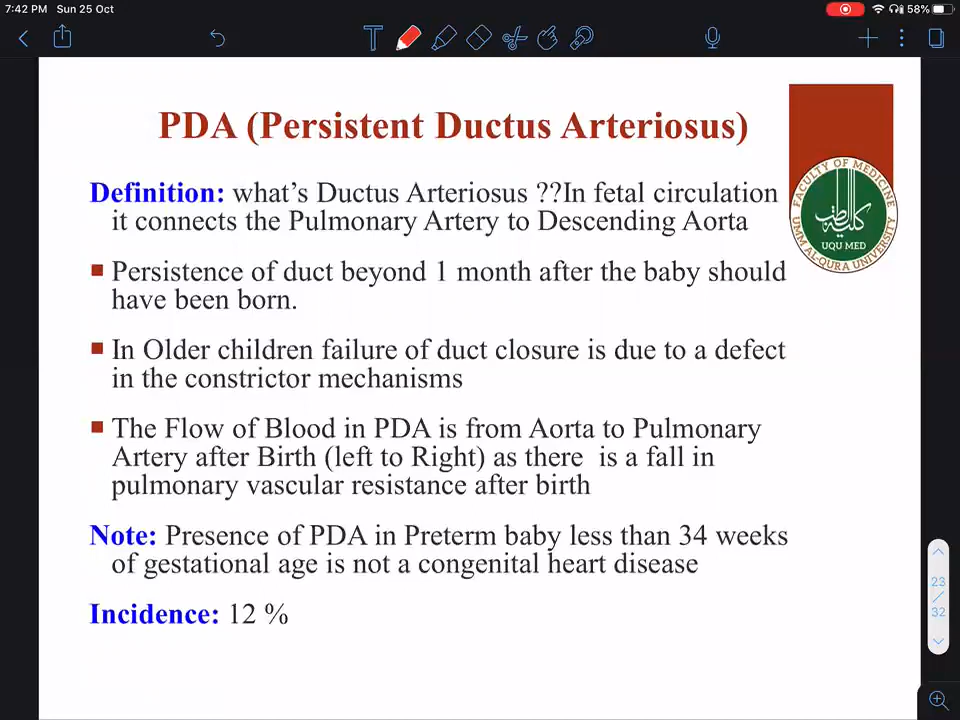 7:42 PM Sun 25 Oct
58%
PDA (Persistent Ductus Arteriosus)
Definition: what's Ductus Arteriosus ??In fetal circulation
it connects the Pulmonary Artery to Descending Aorta
Persistence of duct beyond 1 month after the baby should
have been born.
In Older children failure of duct closure is due to a defect
in the constrictor mechanisms
The Flow of Blood in PDA is from Aorta to Pulmonary
Artery after Birth (left to Right) as there is a fall in
pulmonary vascular resistance after birth
Note: Presence of PDA in Preterm baby less than 34 weeks
of gestational age is not a congenital heart disease
Incidence: 12 %
FACULTY OF MEDICINE
كلية الطب
UQU MED
UMM AL-QURA UNIVERSITY
23
/
32